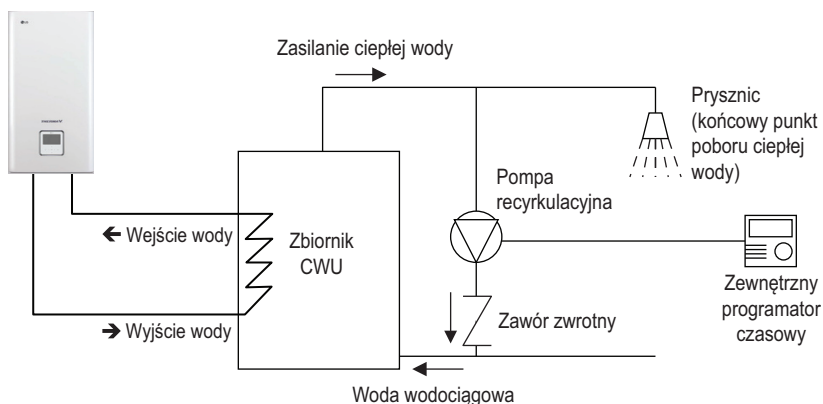 LG
Zasilanie ciepłej wody
Prysznic
(końcowy punkt
poboru ciepłej
wody)
Pompa
recyrkulacyjna
Wejście wody
Zbiornik
CWU
Zewnętrzny
programator
czasowy
Zawór zwrotny
Wyjście wody
Woda wodociągowa